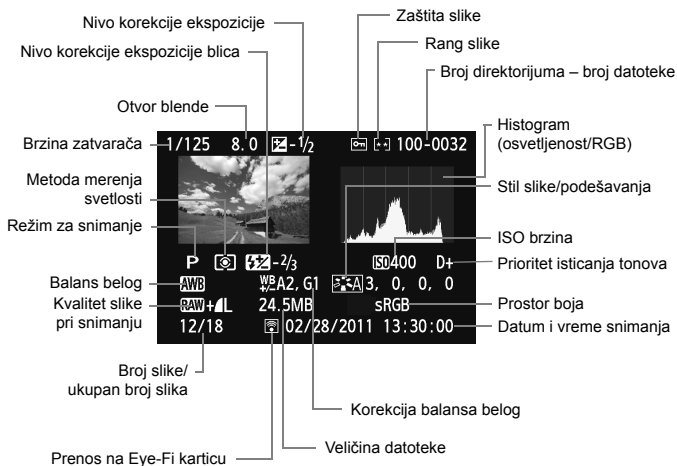 Nivo korekcije ekspozicije
Nivo korekcije ekspozicije blica
Otvor blende
Brzina zatvarača
Metoda merenja
svetlosti
Režim za snimanje
Balans belog
Kvalitet slike
pri snimanju
Broj slike/
ukupan broj slika
Prenos na Eye-Fi karticu
Zaštita slike
Rang slike
Broj direktorijuma – broj datoteke
Histogram
(osvetljenost/RGB)
Stil slike/podešavanja
ISO brzina
Prioritet isticanja tonova
Prostor boja
Datum i vreme snimanja
Korekcija balansa belog
Veličina datoteke
1/125 8.0 -1/2 100-0032
P -2/3 ISO 400 D+
AWB WB +/- A2, G1 A 3, 0, 0, 0
RAW+L 24.5MB sRGB
12/18 02/28/2011 13:30:00